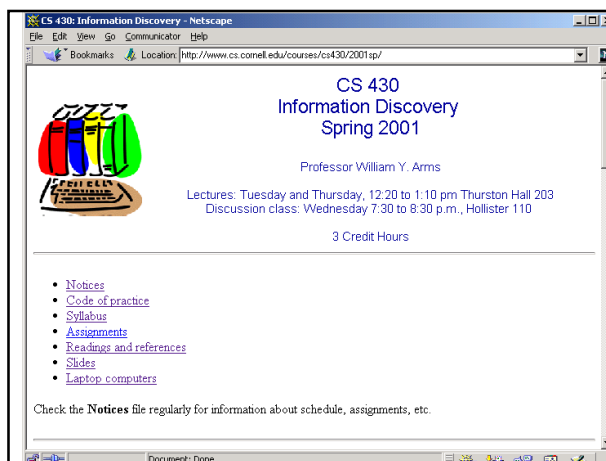 CS 430: Information Discovery - Netscape
File Edit View Go Communicator Help
Bookmarks Location: http://www.cs.cornell.edu/courses/cs430/2001sp/
CS 430
Information Discovery
Spring 2001
Professor William Y. Arms
Lectures: Tuesday and Thursday, 12:20 to 1:10 pm Thurston Hall 203
Discussion class: Wednesday 7:30 to 8:30 p.m., Hollister 110
3 Credit Hours
Notices
Code of practice
Syllabus
Assignments
Readings and references
Slides
Laptop computers
Check the Notices file regularly for information about schedule, assignments, etc.
Document: Done